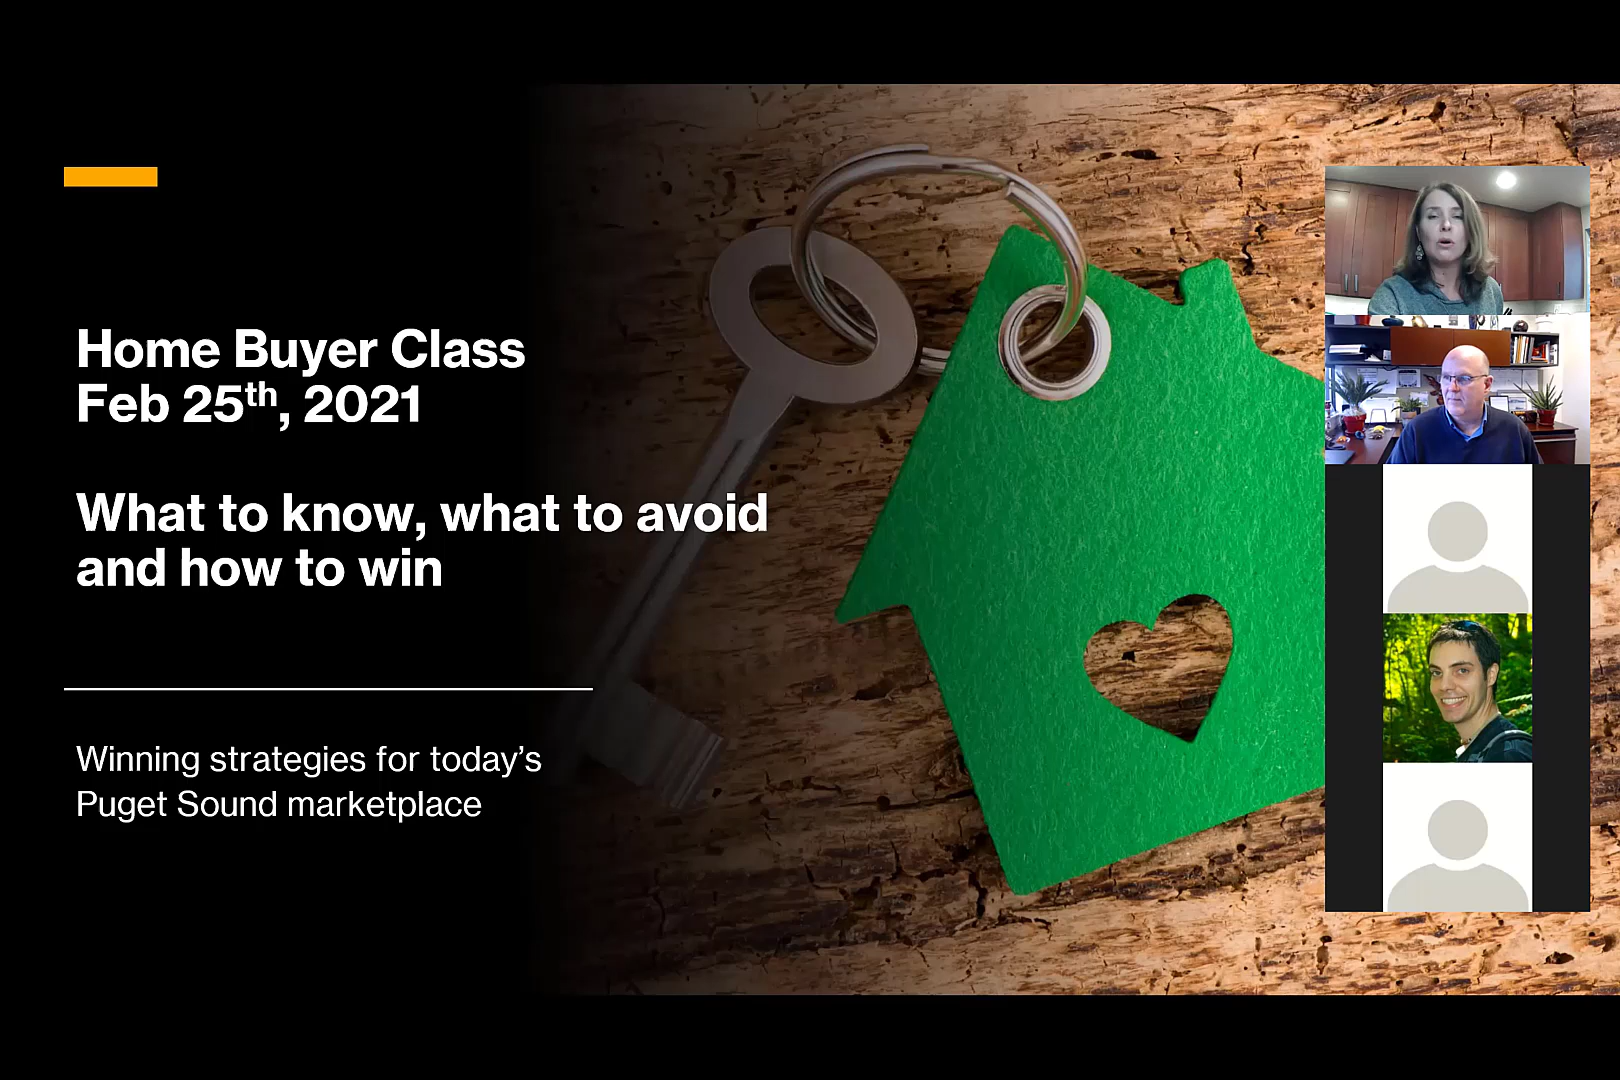 Home Buyer Class
Feb 25th, 2021
What to know, what to avoid
and how to win
Winning strategies for today’s
Puget Sound marketplace